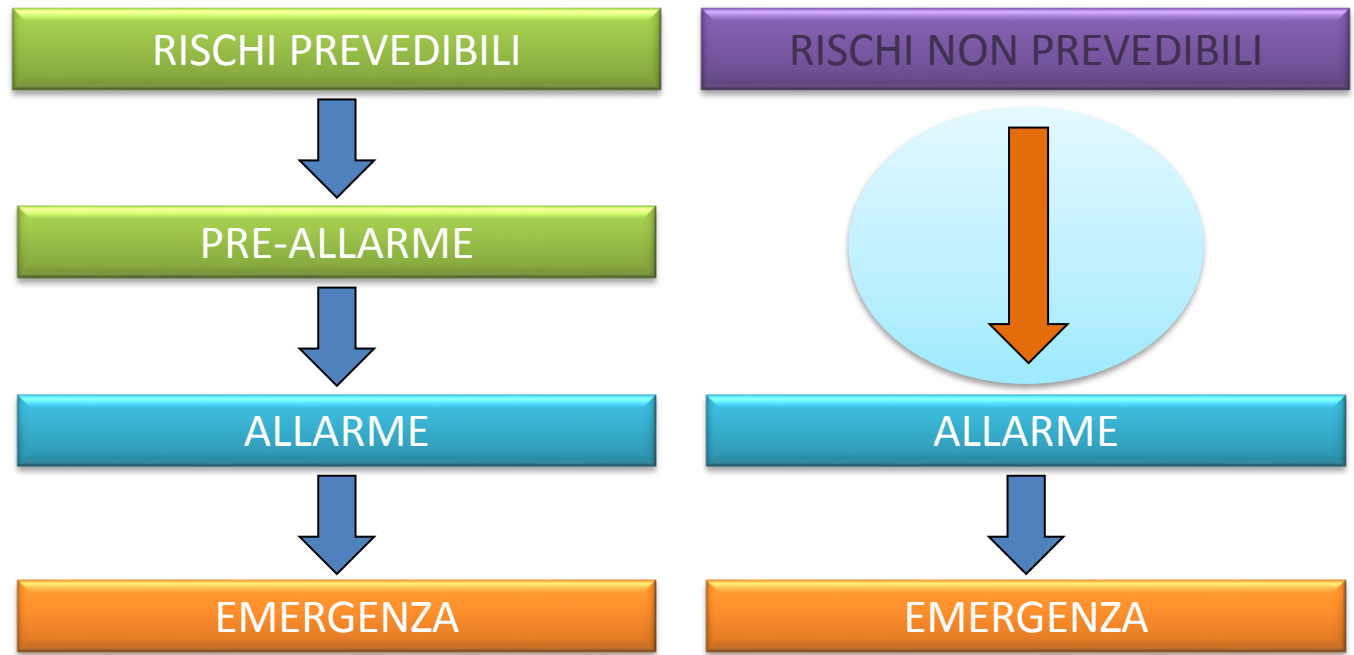 RISCHI PREVEDIBILI
PRE-ALLARME
ALLARME
EMERGENZA
RISCHI NON PREVEDIBILI
ALLARME
EMERGENZA